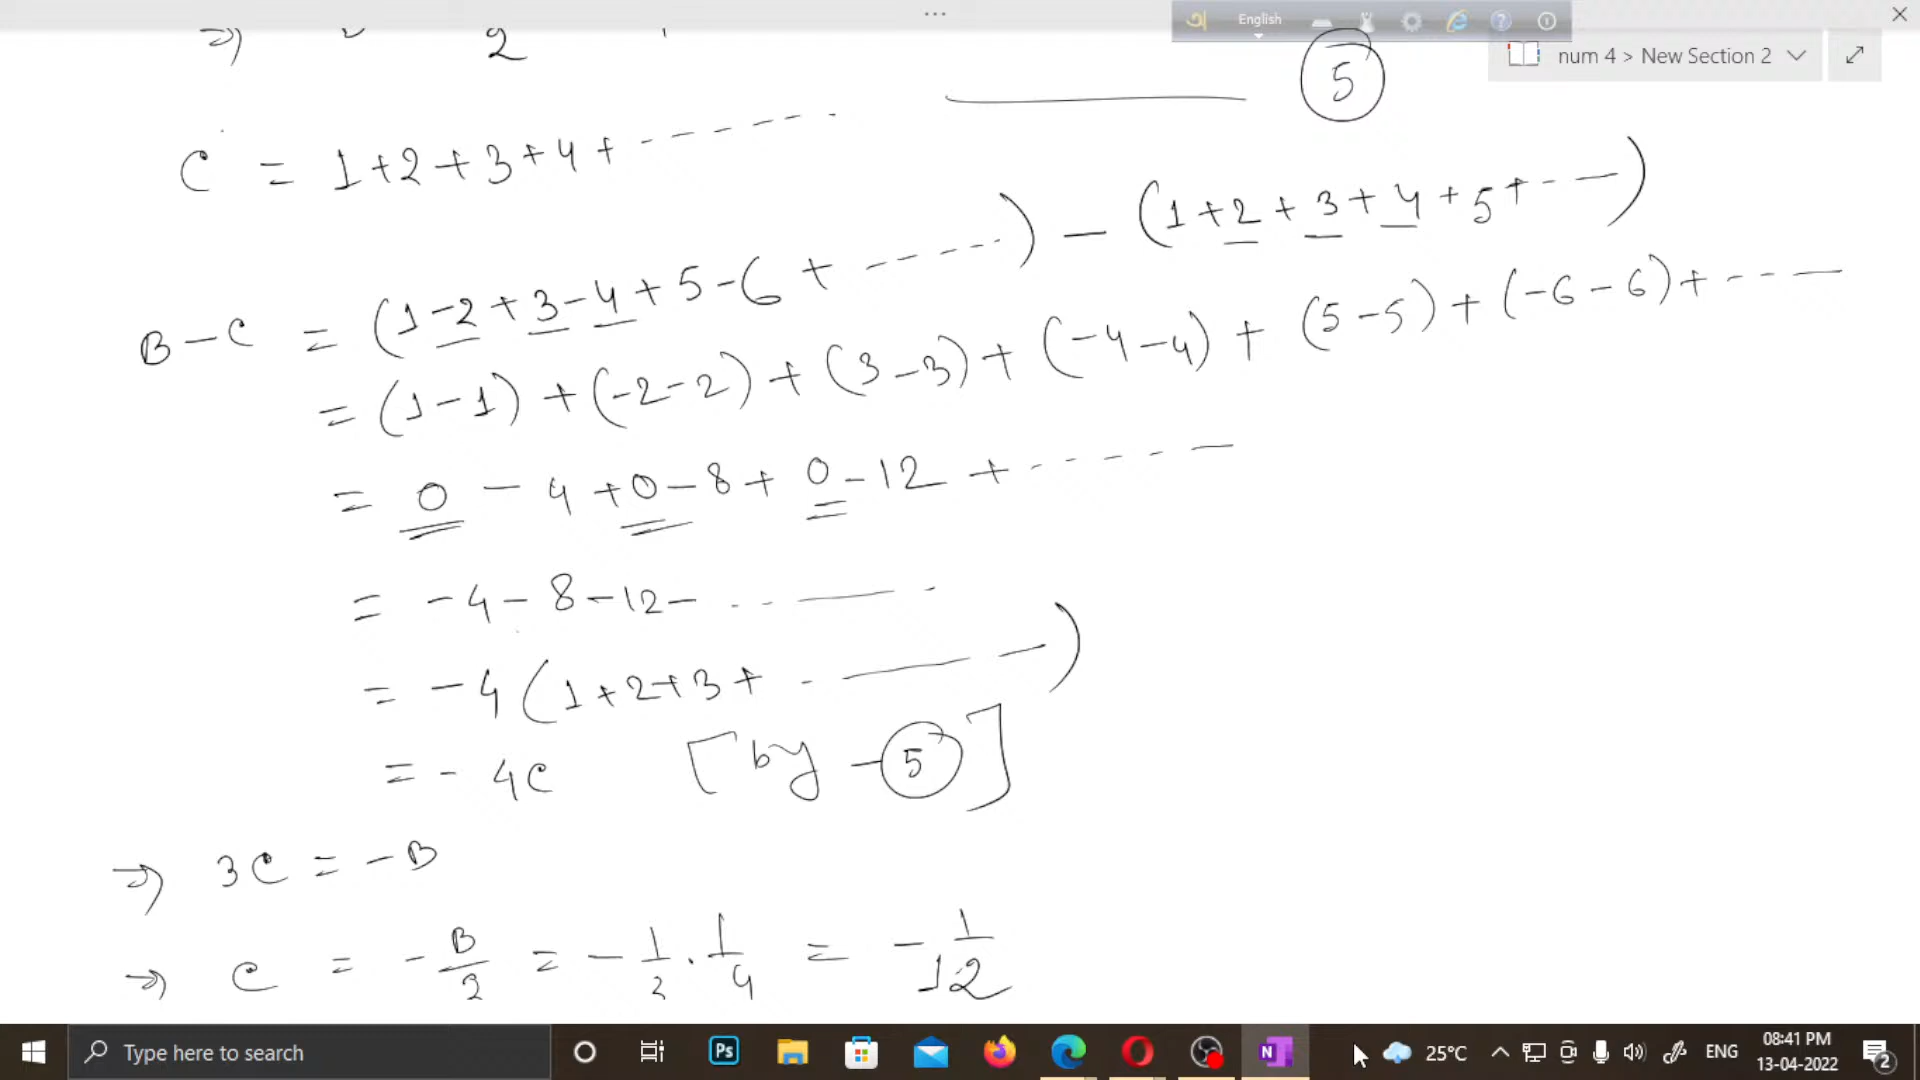 ...
English
⇒ 2
5
num 4 > New Section 2
C = 1+2+3+4+-------
B-C = (1-2+3-4+5-6+------) - (1+2+3+4+5+---)
= (1-1)+(-2-2)+(3-3)+(-4-4)+(5-5)+(-6-6)+----
= 0-4+0-8+0-12+------
= -4-8-12-...—-
= -4(1+2+3+.——)
= -4C [by -5]
⇒ 3C = -B
⇒ C = -B/3 = -1/3 . 1/4 = -1/12
Type here to search
Ps
N
25°C
ENG
08:41 PM
13-04-2022
2